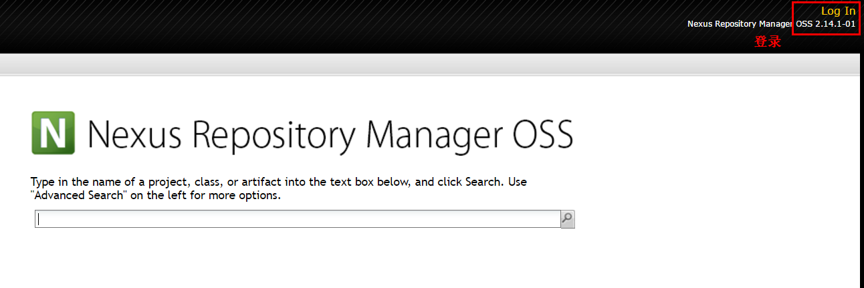 Log In
Nexus Repository Manager OSS 2.14.1-01
登录
N Nexus Repository Manager OSS
Type in the name of a project, class, or artifact into the text box below, and click Search. Use
"Advanced Search" on the left for more options.